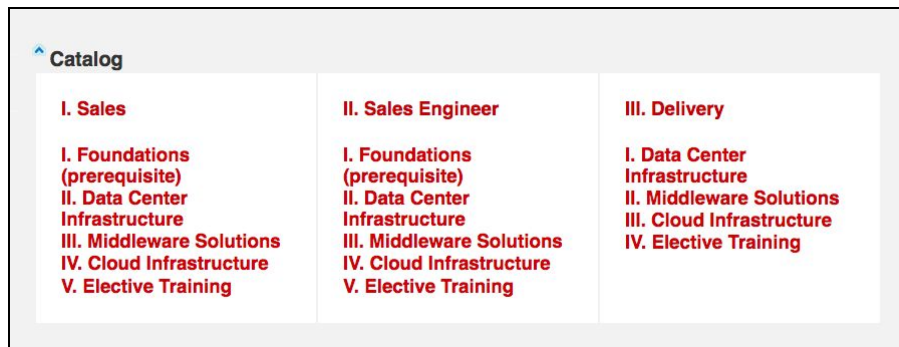 Catalog
I. Sales
I. Foundations
(prerequisite)
II. Data Center
Infrastructure
III. Middleware Solutions
IV. Cloud Infrastructure
V. Elective Training
II. Sales Engineer
I. Foundations
(prerequisite)
II. Data Center
Infrastructure
III. Middleware Solutions
IV. Cloud Infrastructure
V. Elective Training
III. Delivery
I. Data Center
Infrastructure
II. Middleware Solutions
III. Cloud Infrastructure
IV. Elective Training